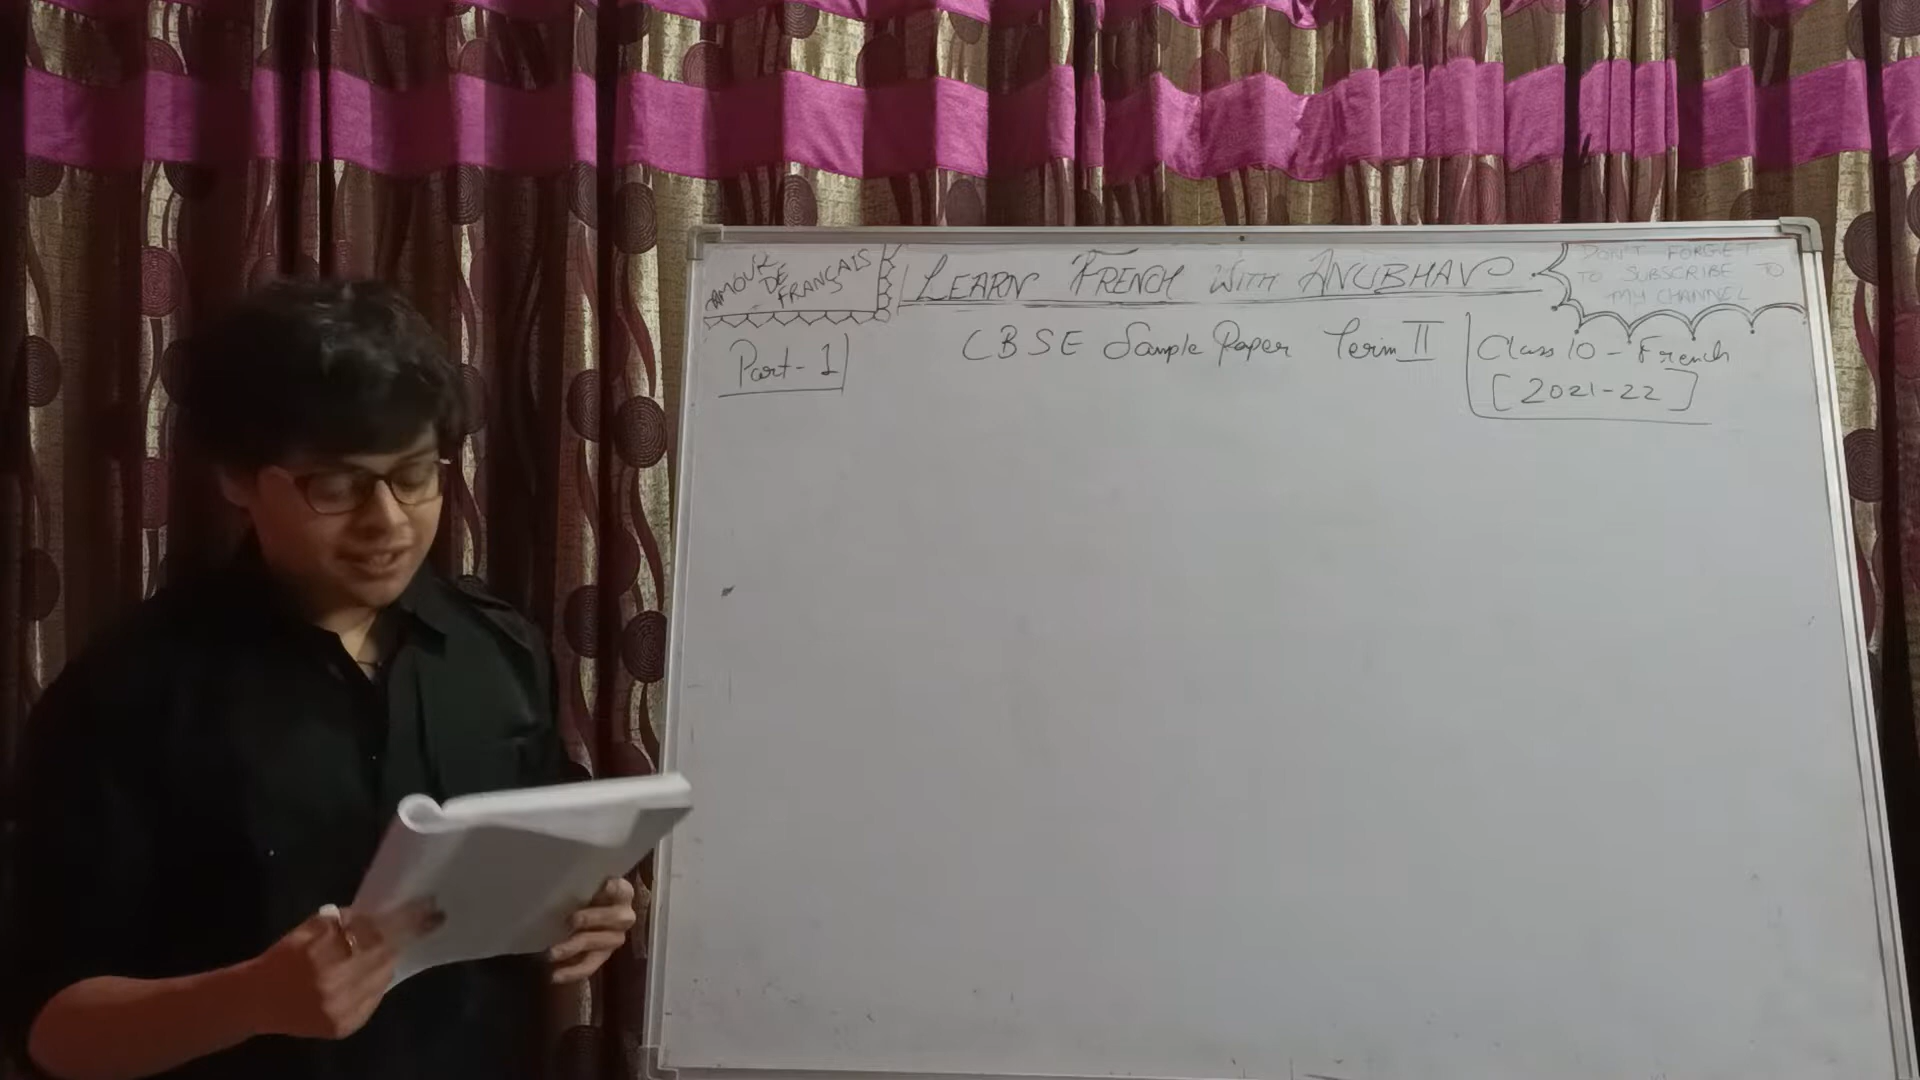 AMOUR
DE
FRANÇAIS
LEARN FRENCH WITH ANUBHAV
DON'T FORGET
TO SUBSCRIBE TO
MY CHANNEL
Part-1
CBSE Sample Paper Term II
Class 10 - French
[2021-22]